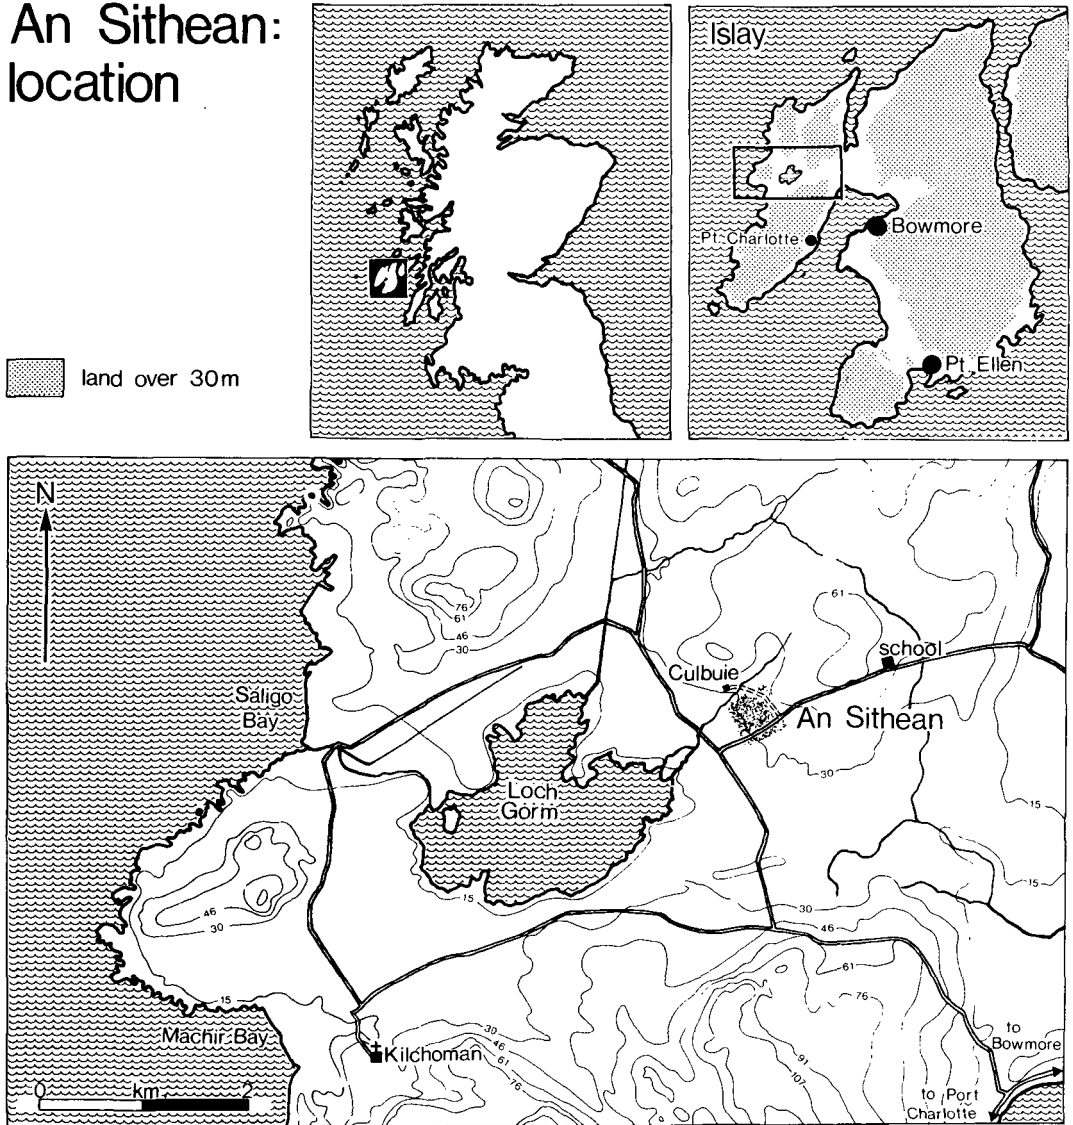 An Sithean:
location
land over 30m
Islay
Pt. Charlotte
Bowmore
Pt. Ellen
N
76
61
46
30
61
school
Culbuie
An Sithean
Saligo
Bay
30
15
Loch
Gorm
15
46
30
15
30
46
61
76
15
Machir Bay
Kilchoman
30
46
61
76
91
107
to
Bowmore
to Port
Charlotte
0 km 2